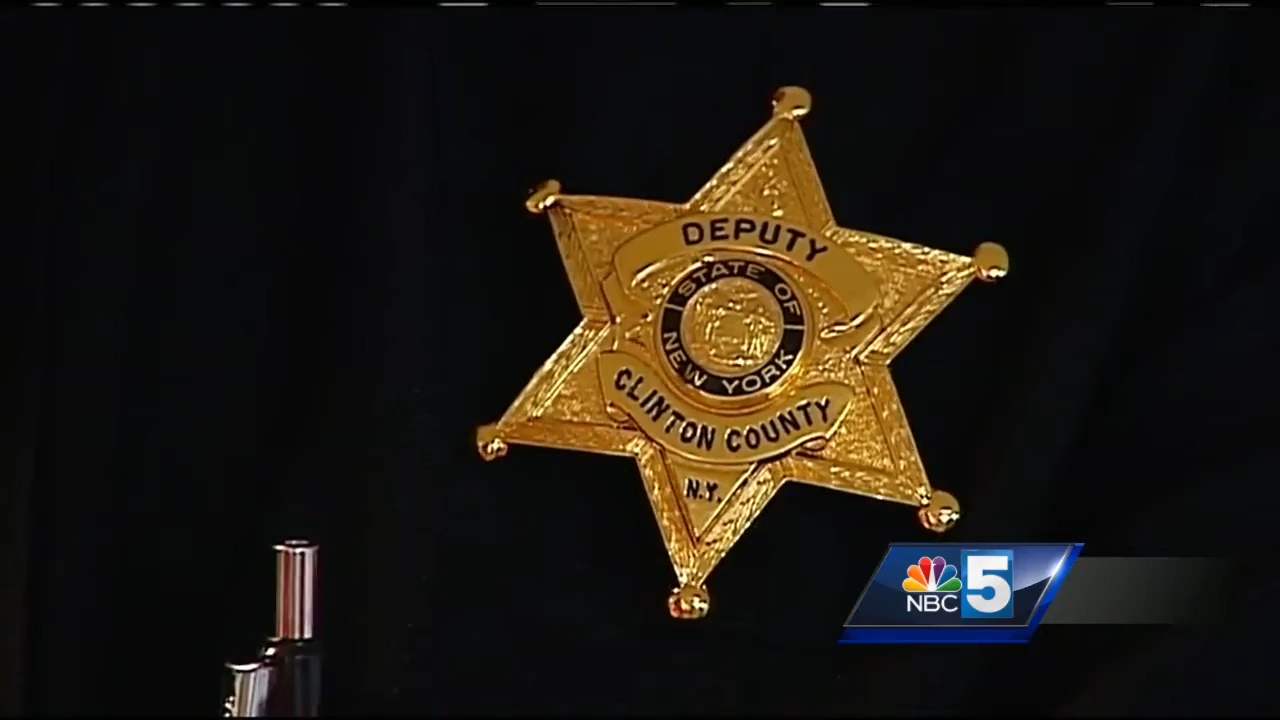 DEPUTY
STATE OF
NEW YORK
CLINTON COUNTY
N.Y.
NBC 5